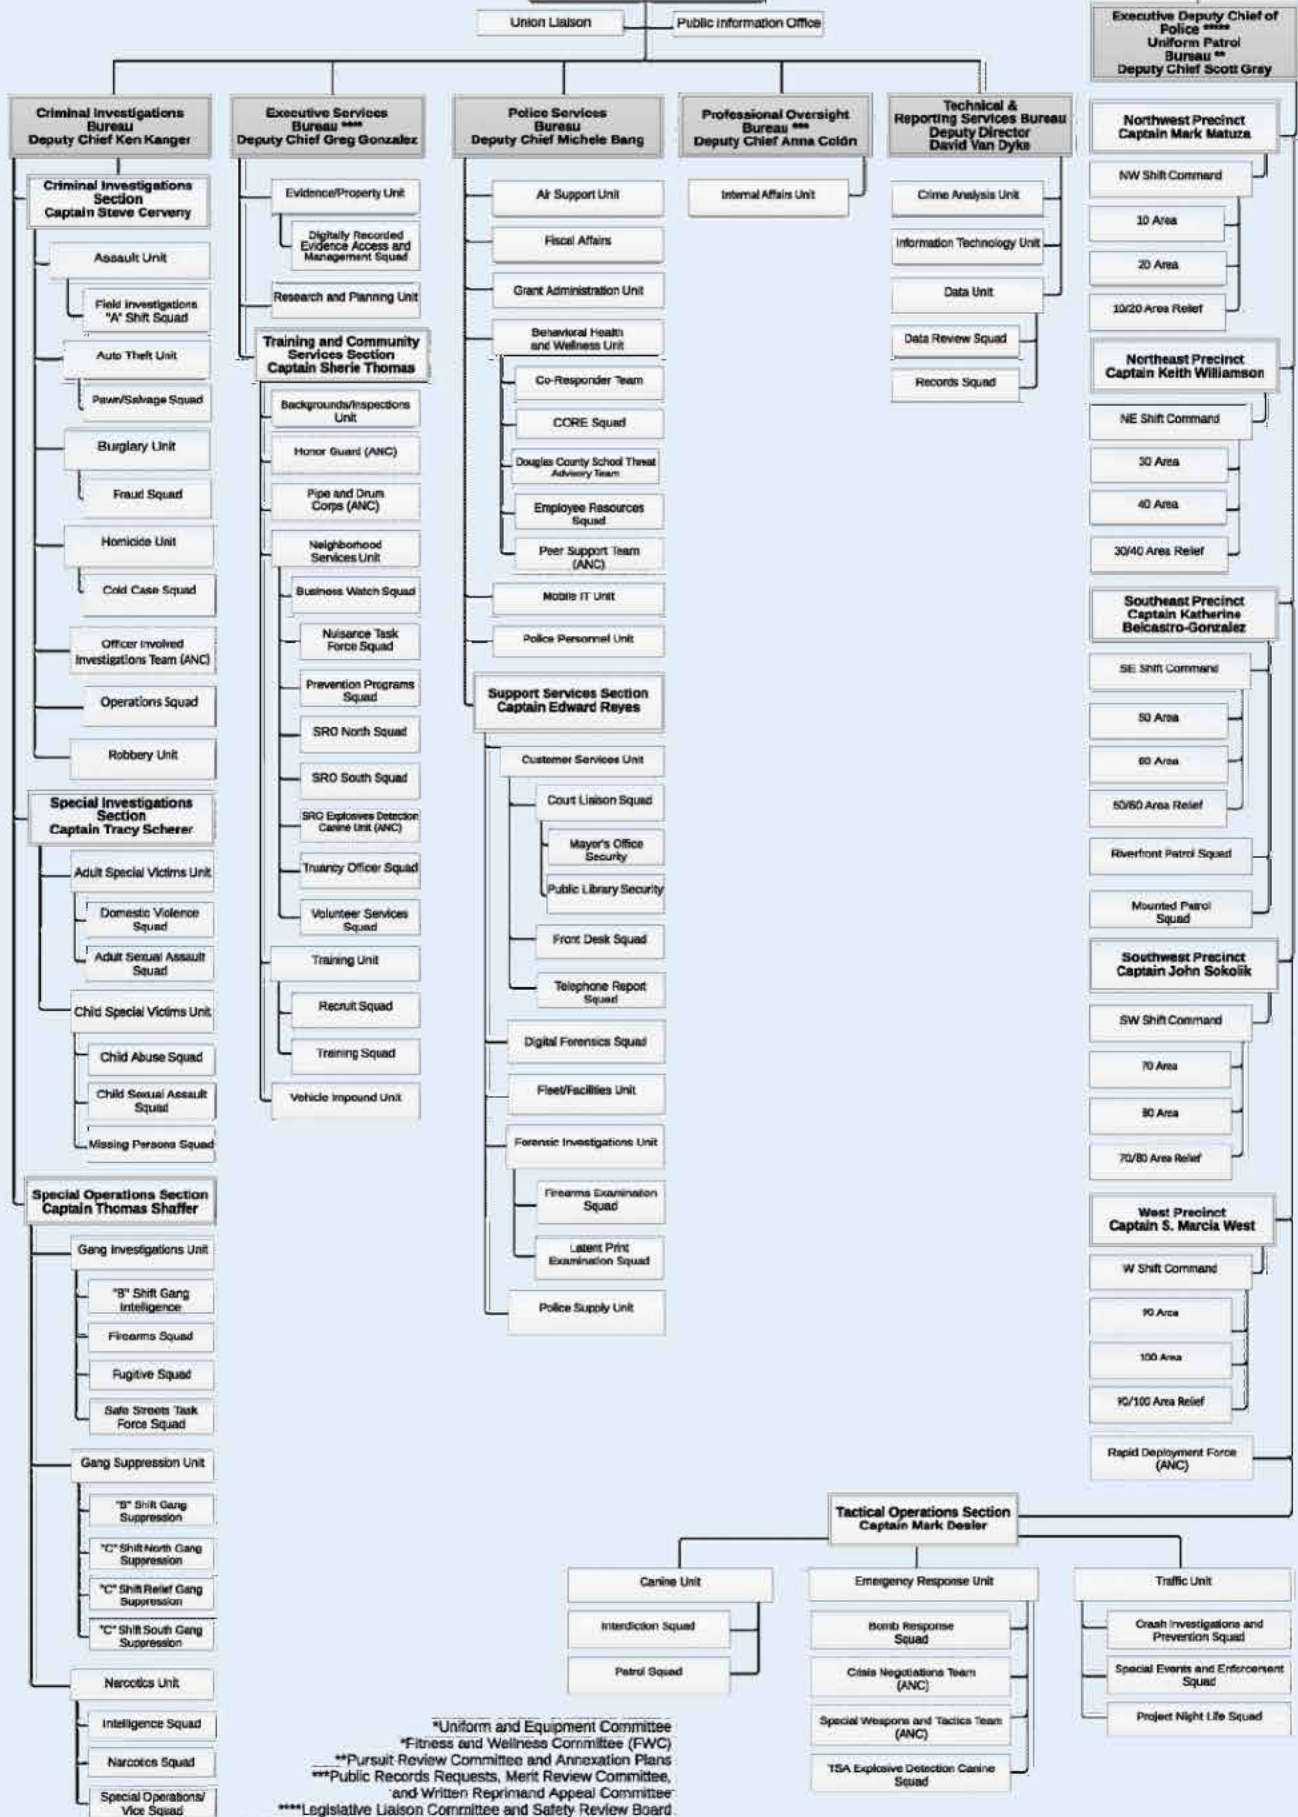 Union Liaison
Public Information Office
Executive Deputy Chief of
Police *****
Uniform Patrol
Bureau **
Deputy Chief Scott Gray
Criminal Investigations
Bureau
Deputy Chief Ken Kanger
Executive Services
Bureau ****
Deputy Chief Greg Gonzalez
Police Services
Bureau
Deputy Chief Michele Bang
Professional Oversight
Bureau ***
Deputy Chief Anna Colón
Technical &
Reporting Services Bureau
Deputy Director
David Van Dyke
Criminal Investigations
Section
Captain Steve Cerveny
Assault Unit
Field Investigations
"A" Shift Squad
Auto Theft Unit
Pawn/Salvage Squad
Burglary Unit
Fraud Squad
Homicide Unit
Cold Case Squad
Officer Involved
Investigations Team (ANC)
Operations Squad
Robbery Unit
Special Investigations
Section
Captain Tracy Scherer
Adult Special Victims Unit
Domestic Violence
Squad
Adult Sexual Assault
Squad
Child Special Victims Unit
Child Abuse Squad
Child Sexual Assault
Squad
Missing Persons Squad
Special Operations Section
Captain Thomas Shaffer
Gang Investigations Unit
"B" Shift Gang
Intelligence
Firearms Squad
Fugitive Squad
Safe Streets Task
Force Squad
Gang Suppression Unit
"B" Shift Gang
Suppression
"C" Shift North Gang
Suppression
"C" Shift Relief Gang
Suppression
"C" Shift South Gang
Suppression
Narcotics Unit
Intelligence Squad
Narcotics Squad
Special Operations/
Vice Squad
Evidence/Property Unit
Digitally Recorded
Evidence Access and
Management Squad
Research and Planning Unit
Training and Community
Services Section
Captain Sherie Thomas
Backgrounds/Inspections
Unit
Honor Guard (ANC)
Pipe and Drum
Corps (ANC)
Neighborhood
Services Unit
Business Watch Squad
Nuisance Task
Force Squad
Prevention Programs
Squad
SRO North Squad
SRO South Squad
SRO Explosives Detection
Canine Unit (ANC)
Truancy Officer Squad
Volunteer Services
Squad
Training Unit
Recruit Squad
Training Squad
Vehicle Impound Unit
Air Support Unit
Fiscal Affairs
Grant Administration Unit
Behavioral Health
and Wellness Unit
Co-Responder Team
CORE Squad
Douglas County School Threat
Advisory Team
Employee Resources
Squad
Peer Support Team
(ANC)
Mobile IT Unit
Police Personnel Unit
Support Services Section
Captain Edward Reyes
Customer Services Unit
Court Liaison Squad
Mayor's Office
Security
Public Library Security
Front Desk Squad
Telephone Report
Squad
Digital Forensics Squad
Fleet/Facilities Unit
Forensic Investigations Unit
Firearms Examination
Squad
Latent Print
Examination Squad
Police Supply Unit
Internal Affairs Unit
Crime Analysis Unit
Information Technology Unit
Data Unit
Data Review Squad
Records Squad
Northwest Precinct
Captain Mark Matuza
NW Shift Command
10 Area
20 Area
10/20 Area Relief
Northeast Precinct
Captain Keith Williamson
NE Shift Command
30 Area
40 Area
30/40 Area Relief
Southeast Precinct
Captain Katherine
Belcastro-Gonzalez
SE Shift Command
50 Area
60 Area
50/60 Area Relief
Riverfront Patrol Squad
Mounted Patrol
Squad
Southwest Precinct
Captain John Sokolik
SW Shift Command
70 Area
80 Area
70/80 Area Relief
West Precinct
Captain S. Marcia West
W Shift Command
90 Area
100 Area
90/100 Area Relief
Rapid Deployment Force
(ANC)
Tactical Operations Section
Captain Mark Desler
Canine Unit
Interdiction Squad
Patrol Squad
Emergency Response Unit
Bomb Response
Squad
Crisis Negotiations Team
(ANC)
Special Weapons and Tactics Team
(ANC)
TSA Explosive Detection Canine
Squad
Traffic Unit
Crash Investigations and
Prevention Squad
Special Events and Enforcement
Squad
Project Night Life Squad
*Uniform and Equipment Committee
*Fitness and Wellness Committee (FWC)
**Pursuit Review Committee and Annexation Plans
***Public Records Requests, Merit Review Committee,
and Written Reprimand Appeal Committee
****Legislative Liaison Committee and Safety Review Board